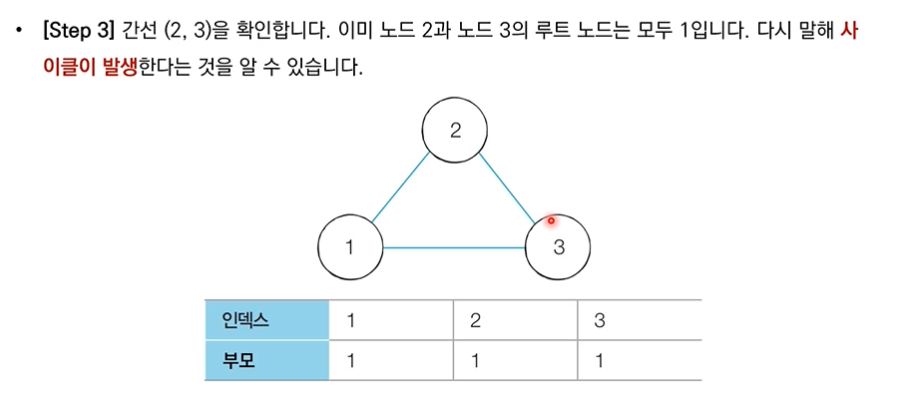 • [Step 3] 간선 (2, 3)을 확인합니다. 이미 노드 2과 노드 3의 루트 노드는 모두 1입니다. 다시 말해 사
이클이 발생한다는 것을 알 수 있습니다.
2
1
3
인덱스 1 2 3
부모 1 1 1